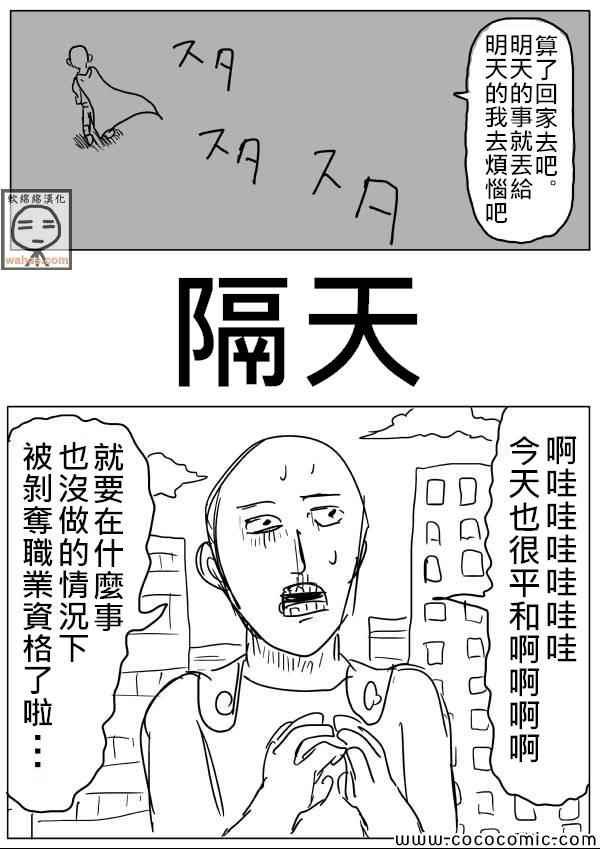 算了回家去吧。
明天的事就丟給
明天的我去煩惱吧
スタ
スタ
スタ
軟綿綿漢化
wahss.com
隔天
啊哇哇哇哇哇哇
今天也很平和啊啊啊啊
就要在什麼事
也沒做的情況下
被剝奪職業資格了啦…
WWW.COCOCOMIC.COM